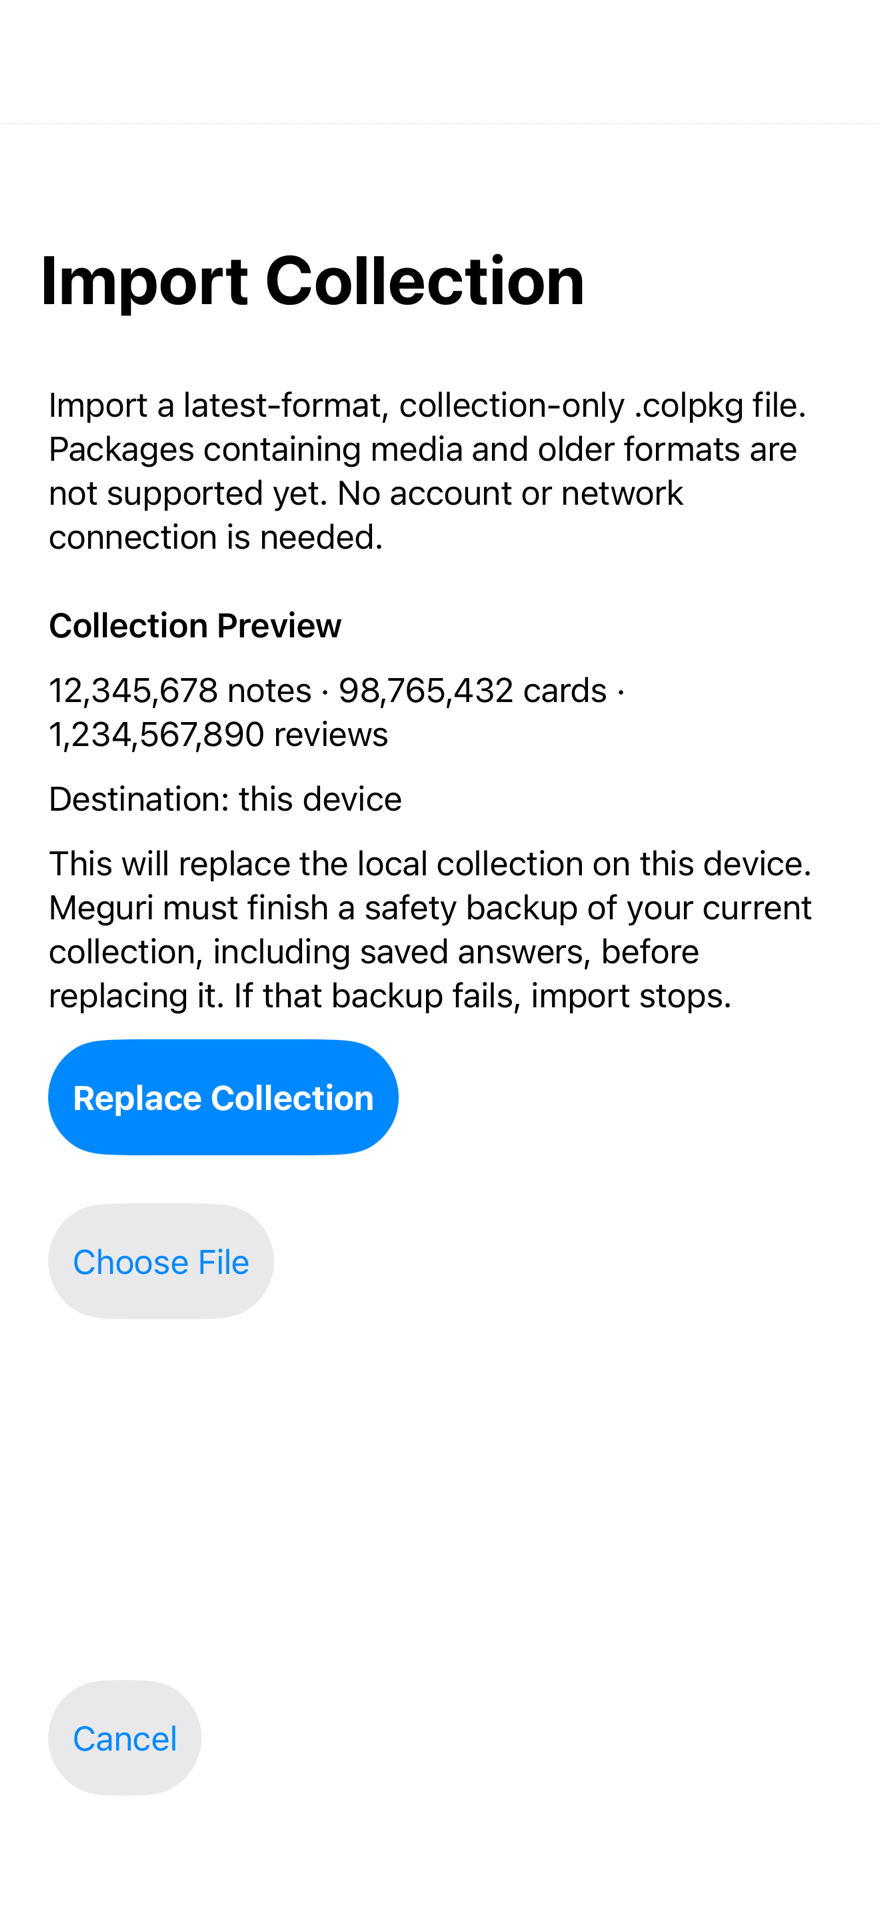 Import Collection
Import a latest-format, collection-only .colpkg file.
Packages containing media and older formats are
not supported yet. No account or network
connection is needed.
Collection Preview
12,345,678 notes · 98,765,432 cards ·
1,234,567,890 reviews
Destination: this device
This will replace the local collection on this device.
Meguri must finish a safety backup of your current
collection, including saved answers, before
replacing it. If that backup fails, import stops.
Replace Collection
Choose File
Cancel